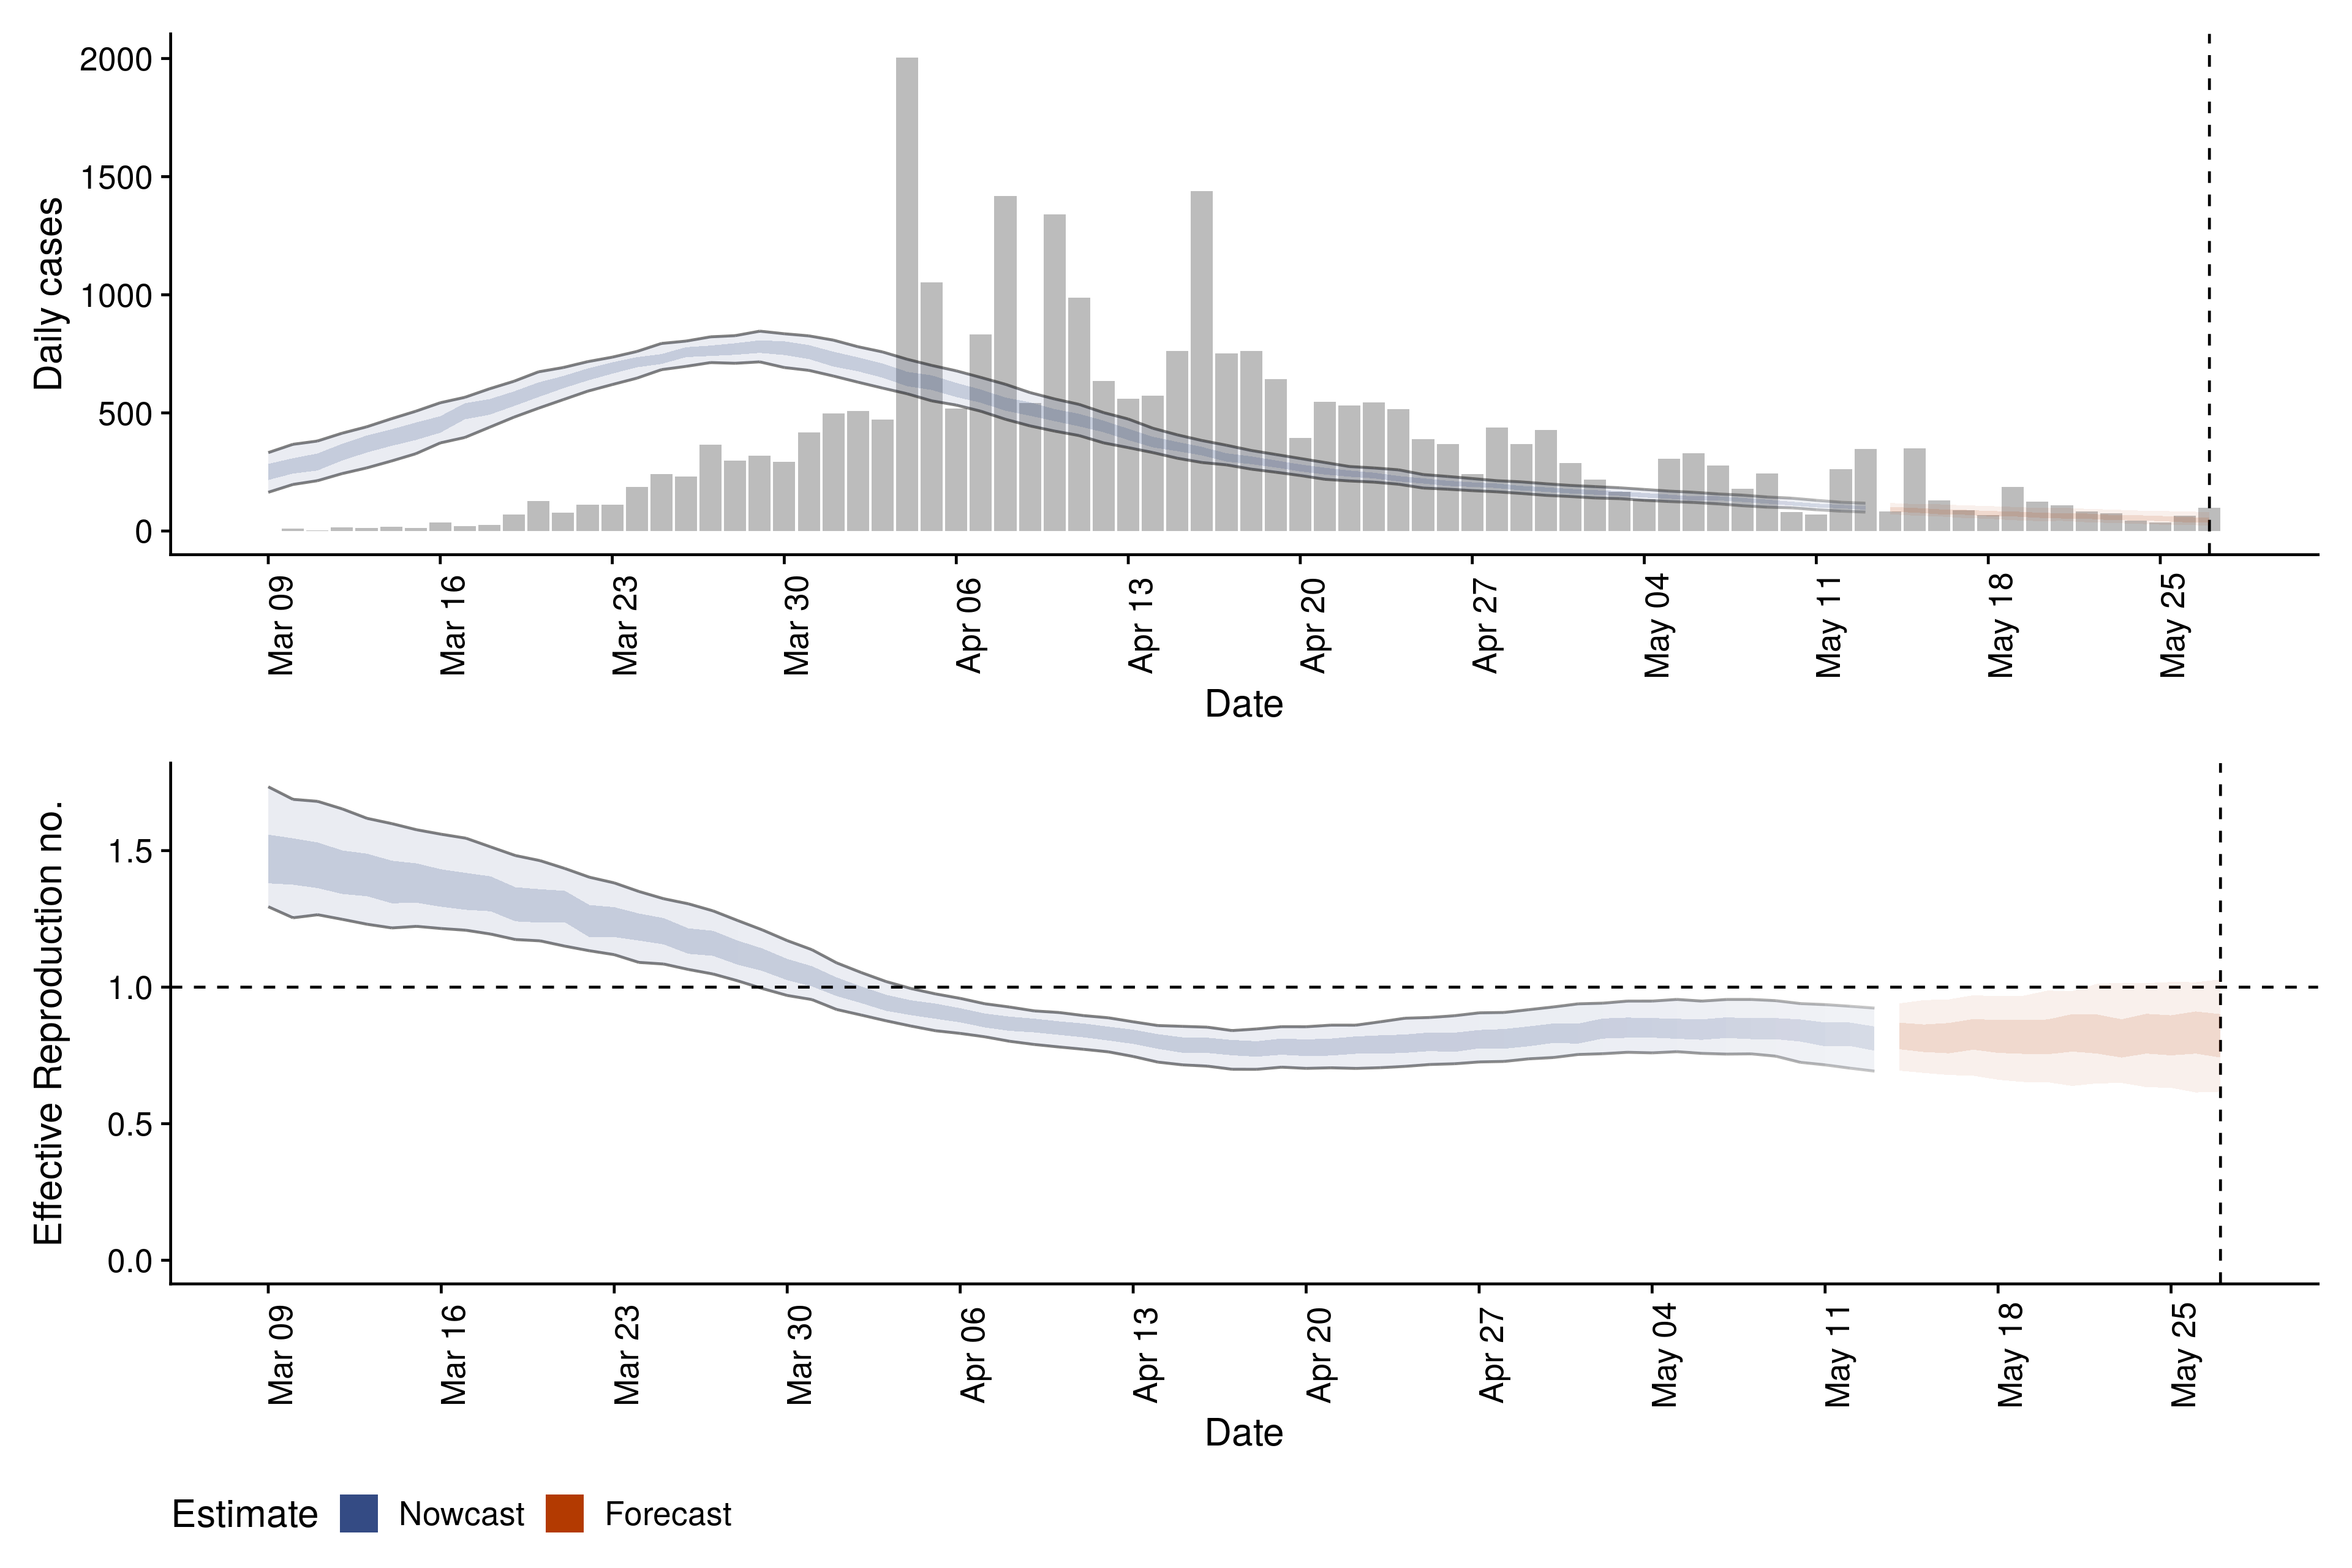 Daily cases
2000
1500
1000
500
0
Mar 09
Mar 16
Mar 23
Mar 30
Apr 06
Apr 13
Apr 20
Apr 27
May 04
May 11
May 18
May 25
Date
Effective Reproduction no.
1.5
1.0
0.5
0.0
Mar 09
Mar 16
Mar 23
Mar 30
Apr 06
Apr 13
Apr 20
Apr 27
May 04
May 11
May 18
May 25
Date
Estimate Nowcast Forecast